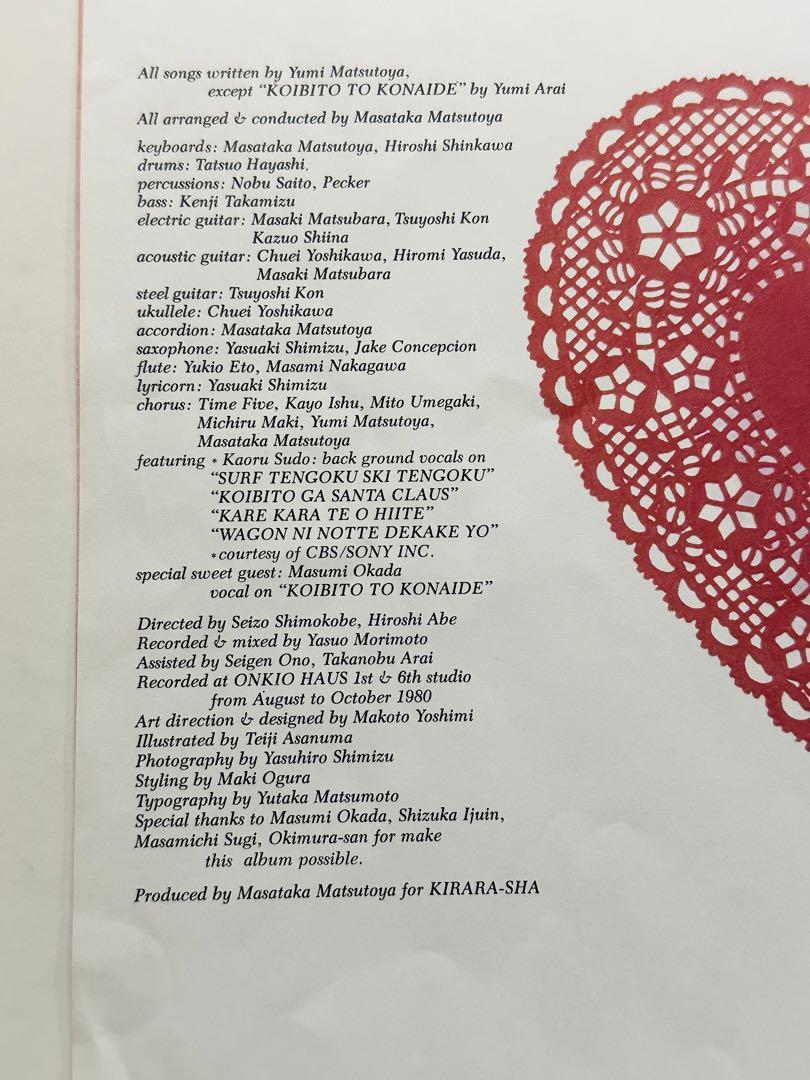 All songs written by Yumi Matsutoya,
except “KOIBITO TO KONAIDE” by Yumi Arai
All arranged & conducted by Masataka Matsutoya
keyboards: Masataka Matsutoya, Hiroshi Shinkawa
drums: Tatsuo Hayashi.
percussions: Nobu Saito, Pecker
bass: Kenji Takamizu
electric guitar: Masaki Matsubara, Tsuyoshi Kon
Kazuo Shiina
acoustic guitar: Chuei Yoshikawa, Hiromi Yasuda,
Masaki Matsubara
steel guitar: Tsuyoshi Kon
ukullele: Chuei Yoshikawa
accordion: Masataka Matsutoya
saxophone: Yasuaki Shimizu, Jake Concepcion
flute: Yukio Eto, Masami Nakagawa
lyricorn: Yasuaki Shimizu
chorus: Time Five, Kayo Ishu, Mito Umegaki,
Michiru Maki, Yumi Matsutoya,
Masataka Matsutoya
featuring * Kaoru Sudo: back ground vocals on
“SURF TENGOKU SKI TENGOKU”
“KOIBITO GA SANTA CLAUS”
“KARE KARA TE O HIITE”
“WAGON NI NOTTE DEKAKE YO”
*courtesy of CBS/SONY INC.
special sweet guest: Masumi Okada
vocal on “KOIBITO TO KONAIDE”
Directed by Seizo Shimokobe, Hiroshi Abe
Recorded & mixed by Yasuo Morimoto
Assisted by Seigen Ono, Takanobu Arai
Recorded at ONKIO HAUS 1st & 6th studio
from August to October 1980
Art direction & designed by Makoto Yoshimi
Illustrated by Teiji Asanuma
Photography by Yasuhiro Shimizu
Styling by Maki Ogura
Typography by Yutaka Matsumoto
Special thanks to Masumi Okada, Shizuka Ijuin,
Masamichi Sugi, Okimura-san for make
this album possible.
Produced by Masataka Matsutoya for KIRARA-SHA